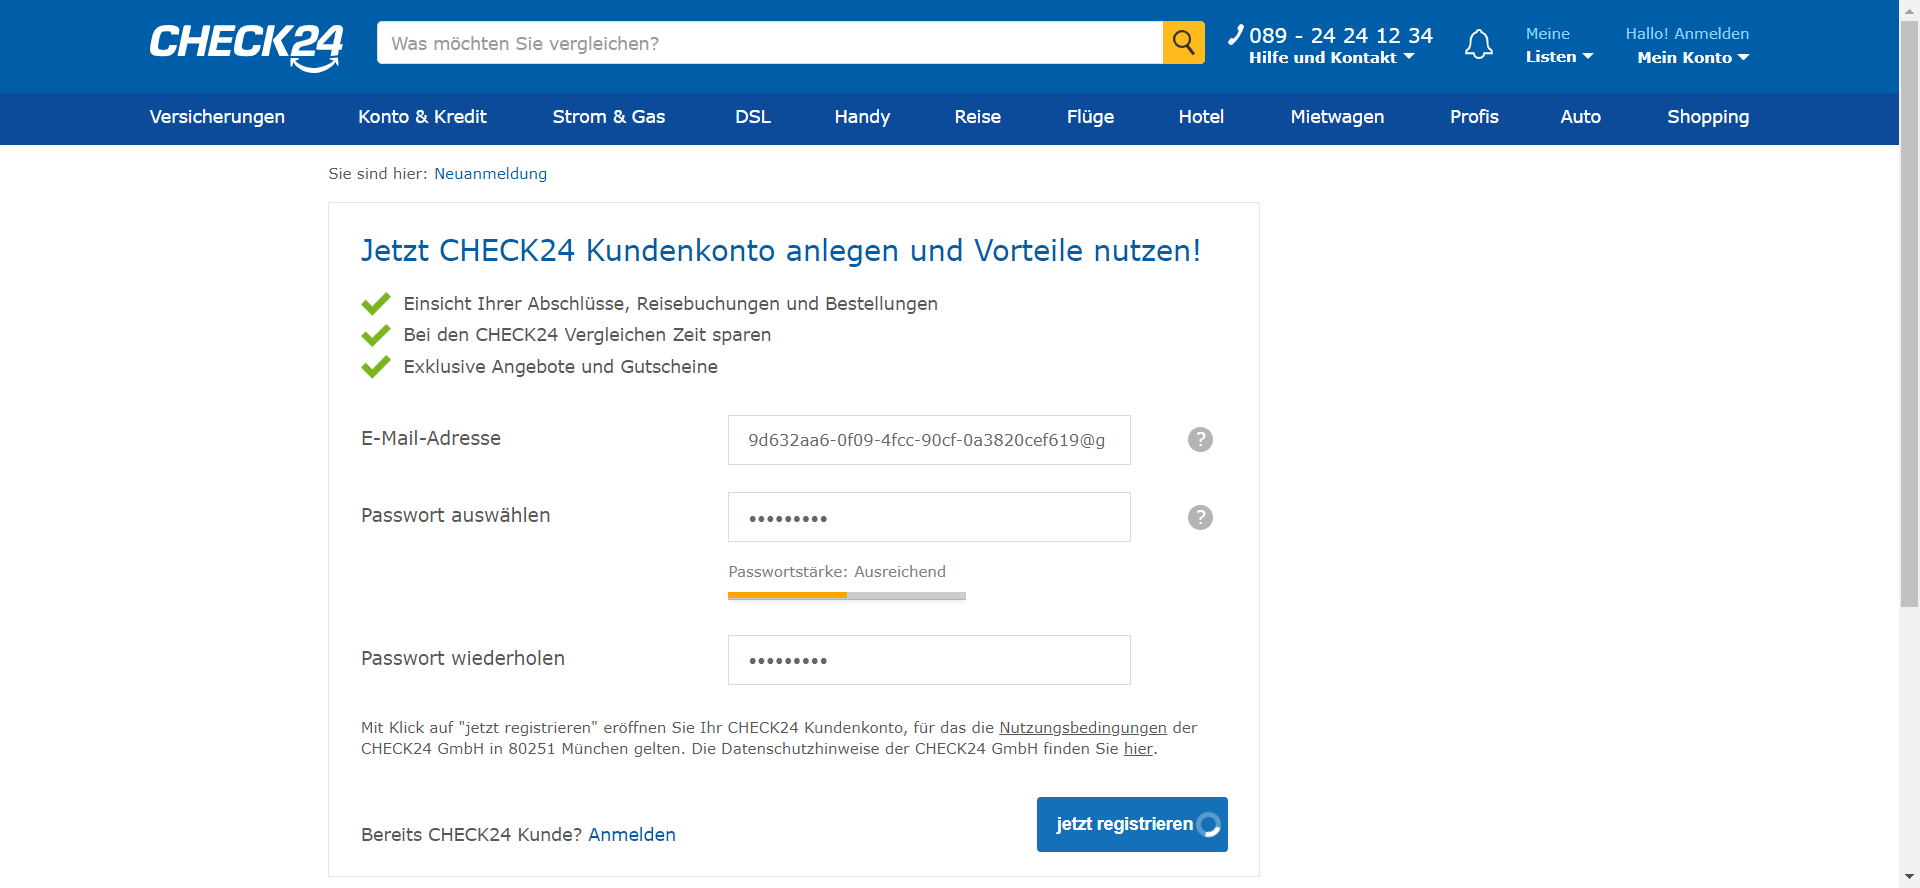 CHECK24
Was möchten Sie vergleichen?
089 - 24 24 12 34
Hilfe und Kontakt
Meine
Listen
Hallo! Anmelden
Mein Konto
Versicherungen Konto & Kredit Strom & Gas DSL Handy Reise Flüge Hotel Mietwagen Profis Auto Shopping
Sie sind hier: Neuanmeldung
Jetzt CHECK24 Kundenkonto anlegen und Vorteile nutzen!
Einsicht Ihrer Abschlüsse, Reisebuchungen und Bestellungen
Bei den CHECK24 Vergleichen Zeit sparen
Exklusive Angebote und Gutscheine
E-Mail-Adresse 9d632aa6-0f09-4fcc-90cf-0a3820cef619@g ?
Passwort auswählen ••••••••• ?
Passwortstärke: Ausreichend
Passwort wiederholen •••••••••
Mit Klick auf "jetzt registrieren" eröffnen Sie Ihr CHECK24 Kundenkonto, für das die Nutzungsbedingungen der
CHECK24 GmbH in 80251 München gelten. Die Datenschutzhinweise der CHECK24 GmbH finden Sie hier.
Bereits CHECK24 Kunde? Anmelden
jetzt registrieren